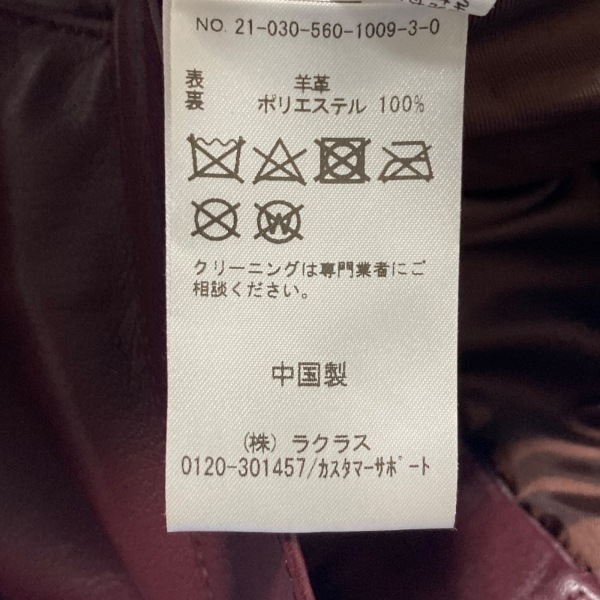 NO. 21-030-560-1009-3-0
表 羊革
裏 ポリエステル 100%
W
クリーニングは専門業者にご
相談ください。
中国製
(株) ラクラス
0120-301457/カスタマーサポート